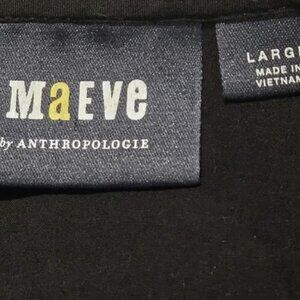 MaEVe
by ANTHROPOLOGIE
LARGE
MADE IN
VIETNAM